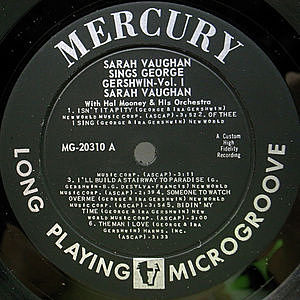 MERCURY
SARAH VAUGHAN
SINGS GEORGE
GERSHWIN-Vol. I
SARAH VAUGHAN
With Hal Mooney & His Orchestra
1. ISN'T IT A PITY (GEORGE & IRA GERSHWIN)
NEW WORLD MUSIC CORP. (ASCAP)-3:52 2. OF THEE
I SING (GEORGE & IRA GERSHWIN) NEW WORLD
MG-20310 A
A Custom
High
Fidelity
Recording
MUSIC CORP. (ASCAP)-3:11
3. I'LL BUILD A STAIRWAY TO PARADISE (G.
GERSHWIN-B.G. DESYLVA-FRANCIS) NEW WORLD
MUSIC CORP. (ASCAP)-2:39 4. SOMEONE TO WATCH
OVER ME (GEORGE & IRA GERSHWIN) NEW WORLD
MUSIC CORP. (ASCAP)-3:55 5. BIDIN' MY
TIME (GEORGE & IRA GERSHWIN) NEW WORLD
MUSIC CORP. (ASCAP)-3:00
6. THE MAN I LOVE (GEORGE & IRA
GERSHWIN) HARMS, INC.
(ASCAP)-3:33
LONG PLAYING MICROGROOVE